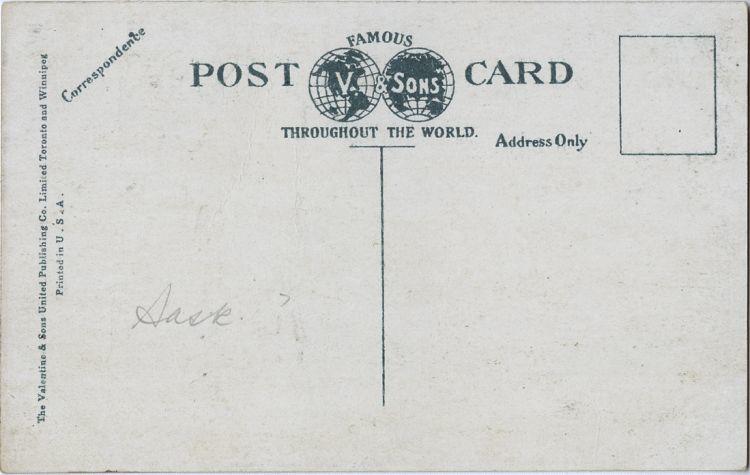 FAMOUS
POST V. & SONS CARD
THROUGHOUT THE WORLD.
Correspondence
Address Only
The Valentine & Sons United Publishing Co. Limited Toronto and Winnipeg
Printed in U.S.A.
Sask. ?